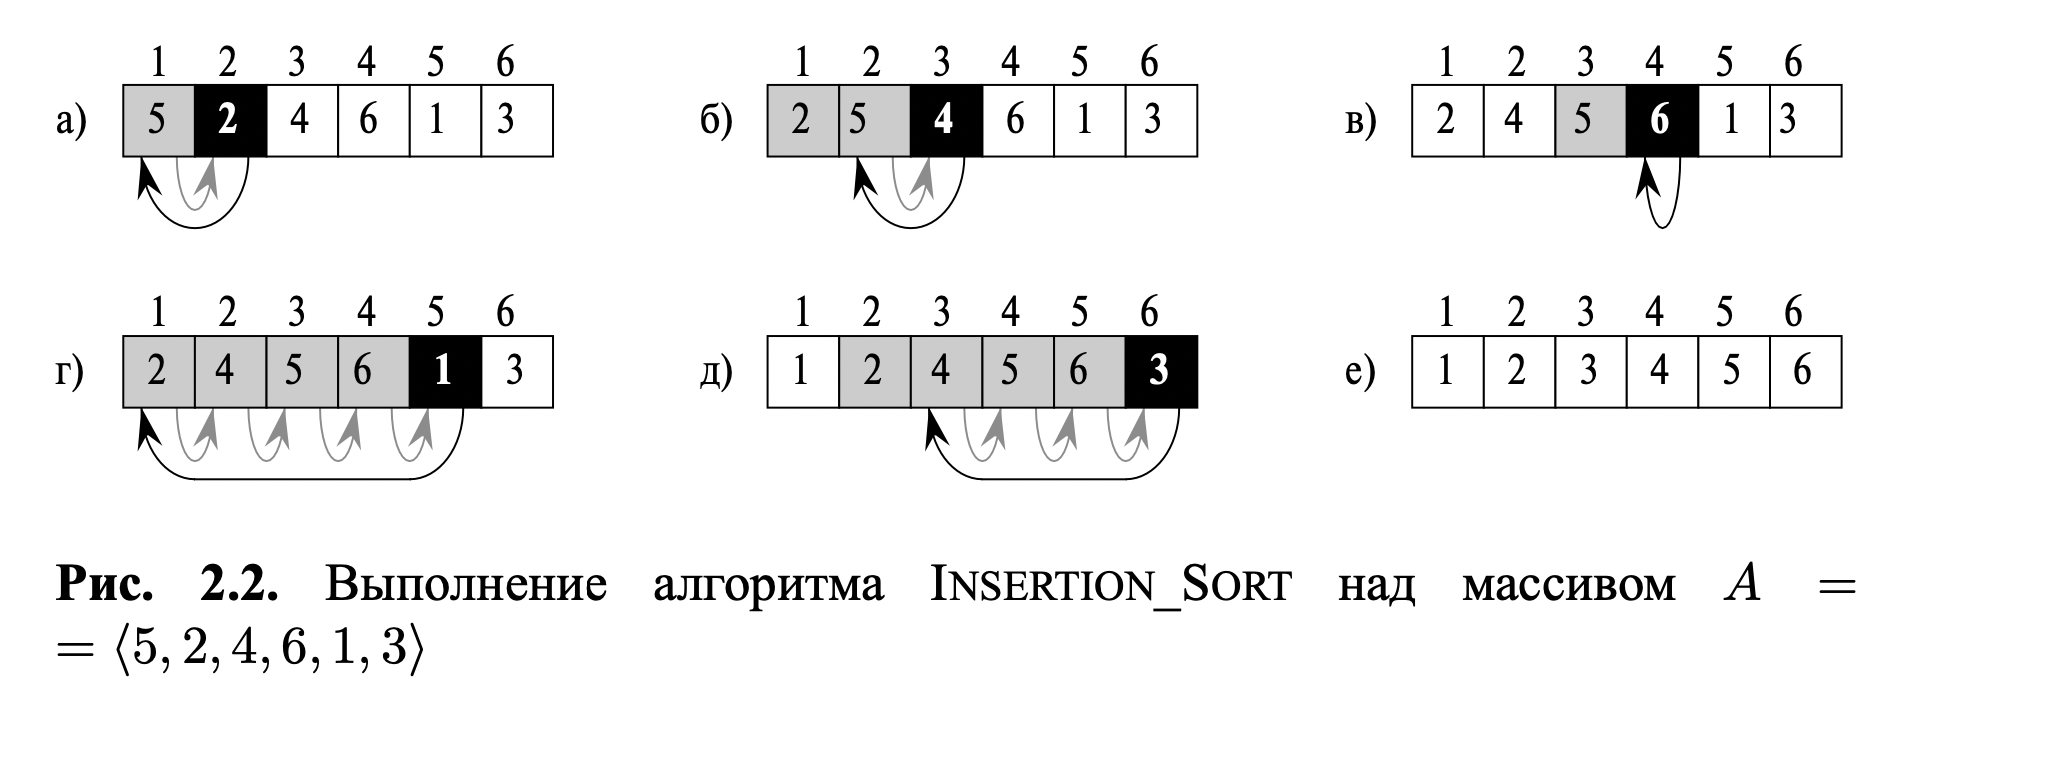 1 2 3 4 5 6 1 2 3 4 5 6 1 2 3 4 5 6
а) 5 2 4 6 1 3 б) 2 5 4 6 1 3 в) 2 4 5 6 1 3
1 2 3 4 5 6 1 2 3 4 5 6 1 2 3 4 5 6
г) 2 4 5 6 1 3 д) 1 2 4 5 6 3 е) 1 2 3 4 5 6
Рис. 2.2. Выполнение алгоритма INSERTION_SORT над массивом A =
= ⟨5, 2, 4, 6, 1, 3⟩